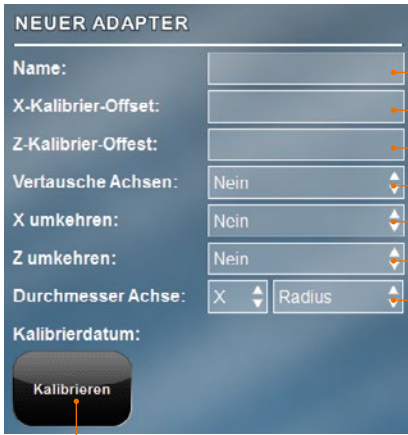 NEUER ADAPTER
Name:
X-Kalibrier-Offset:
Z-Kalibrier-Offest:
Vertausche Achsen: Nein
X umkehren: Nein
Z umkehren: Nein
Durchmesser Achse: X Radius
Kalibrierdatum:
Kalibrieren